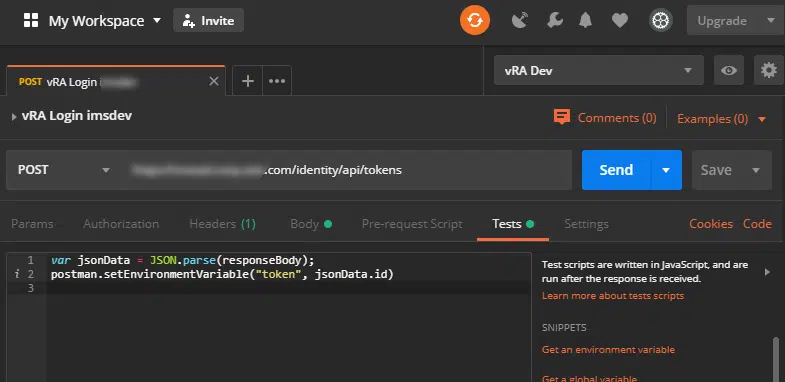 My Workspace
Invite
Upgrade
POST vRA Login
vRA Dev
vRA Login imsdev
Comments (0)
Examples (0)
POST
.com/identity/api/tokens
Send
Save
Params
Authorization
Headers (1)
Body
Pre-request Script
Tests
Settings
Cookies
Code
1 var jsonData = JSON.parse(responseBody);
i 2 postman.setEnvironmentVariable("token", jsonData.id)
3
Test scripts are written in JavaScript, and are
run after the response is received.
Learn more about tests scripts
SNIPPETS
Get an environment variable
Get a global variable